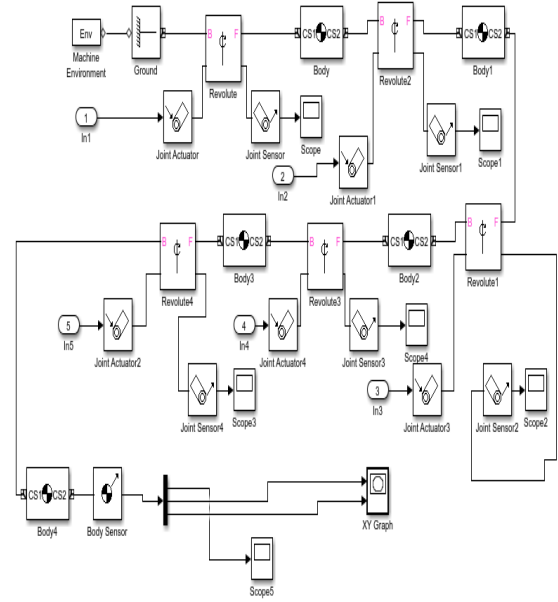 Env
Machine
Environment
Ground
B F
Revolute
CS1 CS2
Body
Revolute2
CS1 CS2
Body1
1
In1
Joint Actuator
Joint Sensor
Scope
2
In2
Joint Actuator1
Joint Sensor1
Scope1
B F
Revolute4
CS1 CS2
Body3
B F
Revolute3
CS1 CS2
Body2
B F
Revolute1
5
In5
Joint Actuator2
Joint Sensor4
Scope3
4
In4
Joint Actuator4
Joint Sensor3
Scope4
3
In3
Joint Actuator3
Joint Sensor2
Scope2
CS1 CS2
Body4
Body Sensor
XY Graph
Scope5